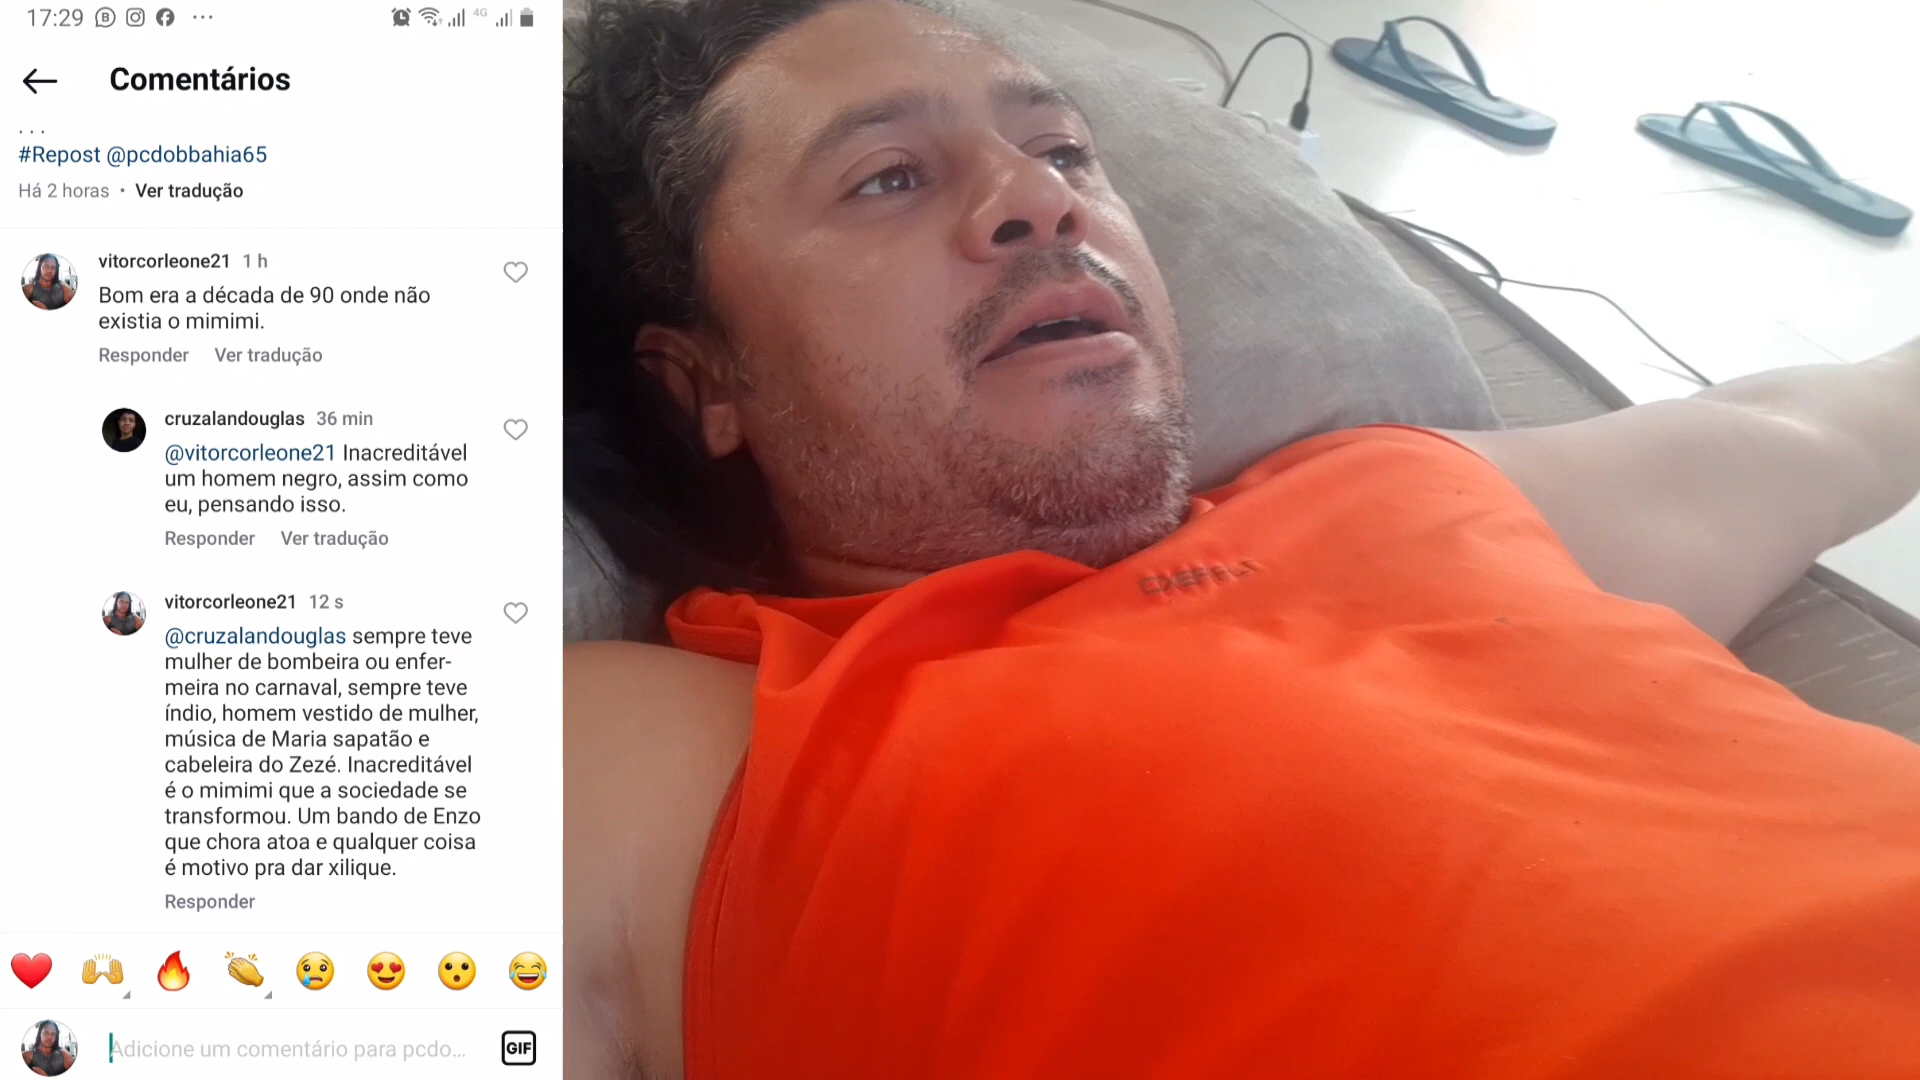 17:29
4G
Comentários
...
#Repost @pcdobbahia65
Há 2 horas • Ver tradução
vitorcorleone21 1 h
Bom era a década de 90 onde não
existia o mimimi.
Responder Ver tradução
cruzalandouglas 36 min
@vitorcorleone21 Inacreditável
um homem negro, assim como
eu, pensando isso.
Responder Ver tradução
vitorcorleone21 12 s
@cruzalandouglas sempre teve
mulher de bombeira ou enfer-
meira no carnaval, sempre teve
índio, homem vestido de mulher,
música de Maria sapatão e
cabeleira do Zezé. Inacreditável
é o mimimi que a sociedade se
transformou. Um bando de Enzo
que chora atoa e qualquer coisa
é motivo pra dar xilique.
Responder
Adicione um comentário para pcdo...
GIF